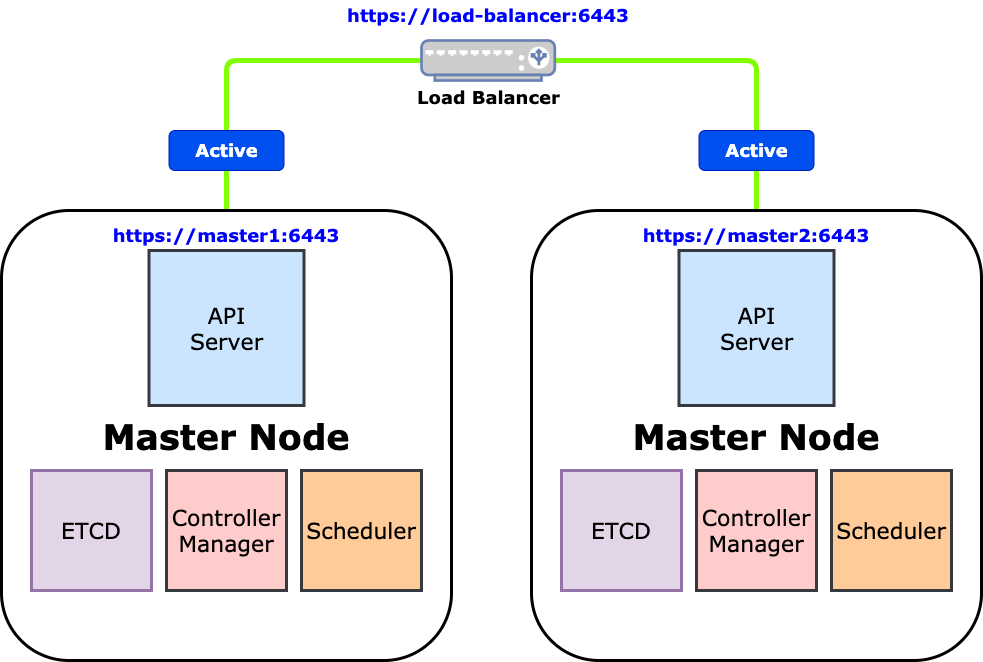 https://load-balancer:6443
Load Balancer
Active
Active
https://master1:6443
https://master2:6443
API
Server
API
Server
Master Node
Master Node
ETCD
Controller
Manager
Scheduler
ETCD
Controller
Manager
Scheduler